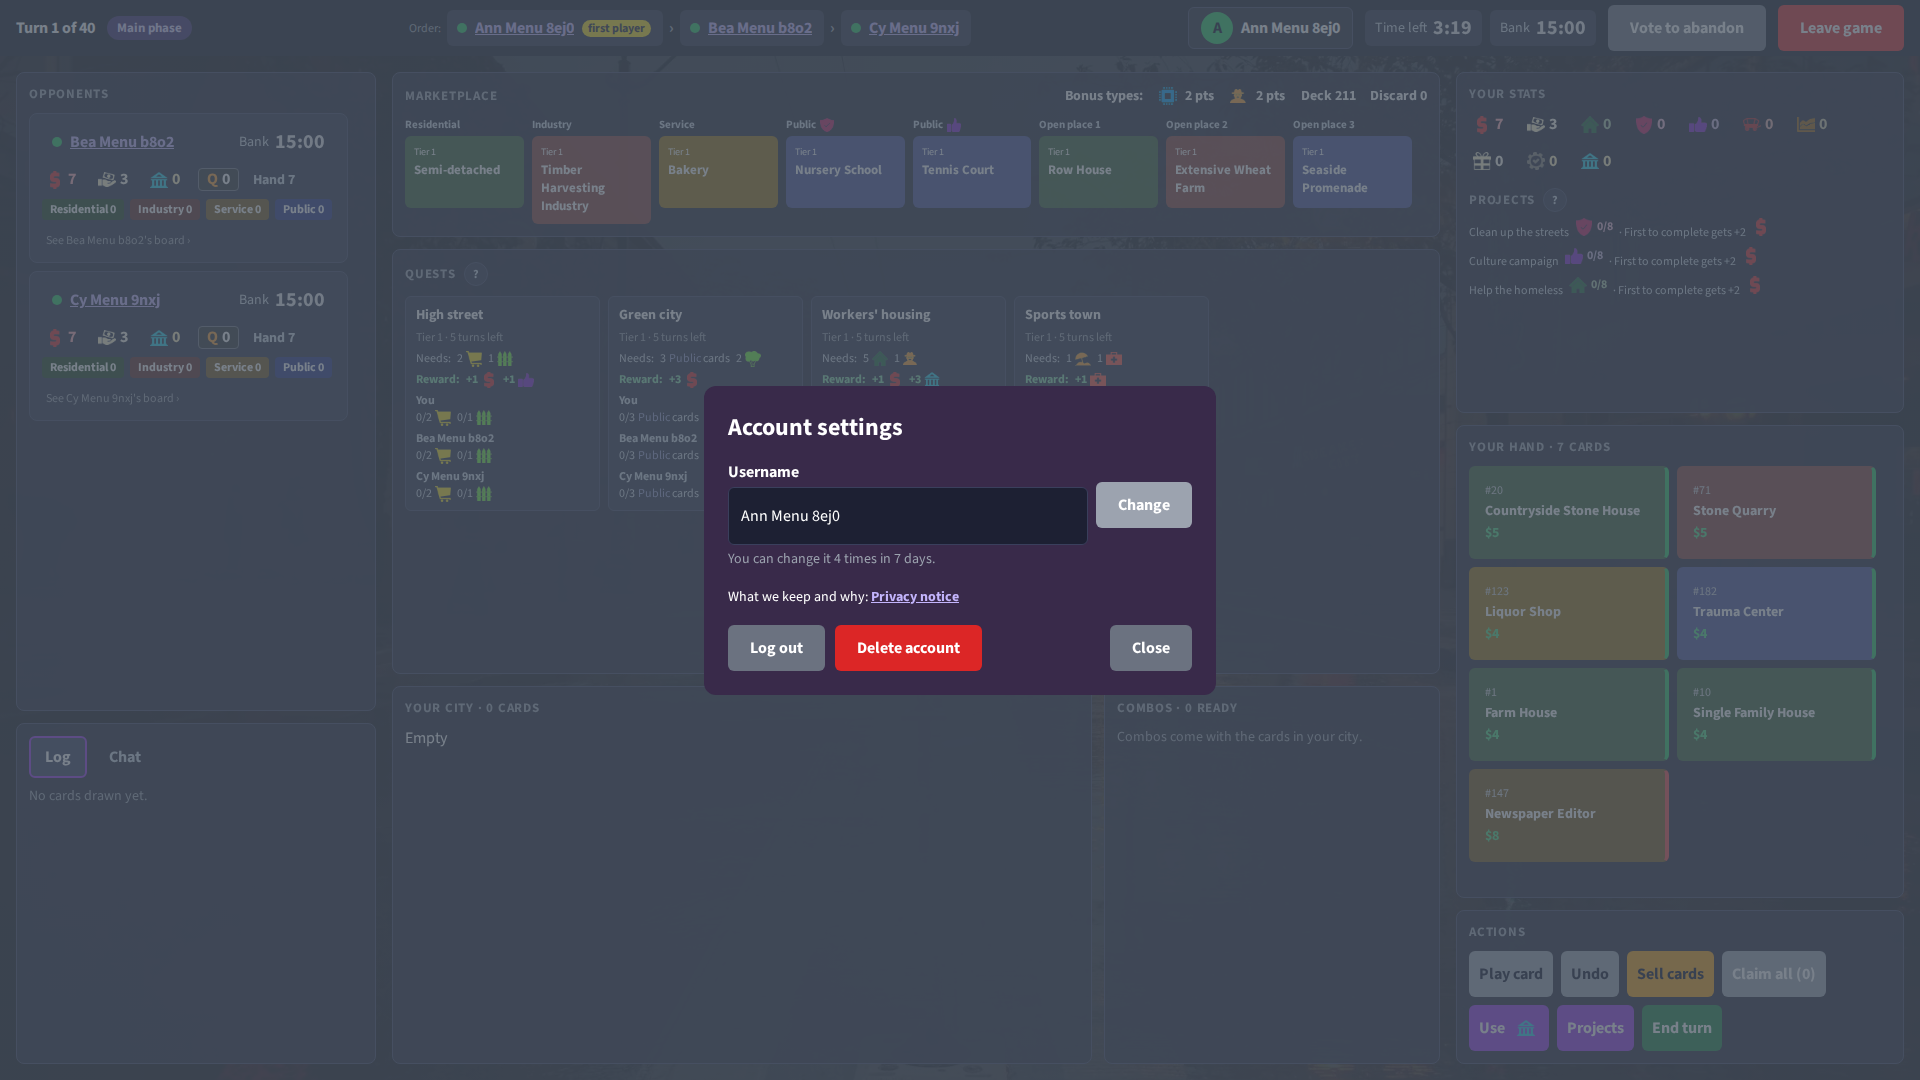 Turn 1 of 40 Main phase Order: Ann Menu 8ej0 first player › Bea Menu b8o2 › Cy Menu 9nxj A Ann Menu 8ej0 Time left 3:19 Bank 15:00 Vote to abandon Leave game
OPPONENTS
Bea Menu b8o2 Bank 15:00
7 3 0 Q 0 Hand 7
Residential 0 Industry 0 Service 0 Public 0
See Bea Menu b8o2's board ›
Cy Menu 9nxj Bank 15:00
7 3 0 Q 0 Hand 7
Residential 0 Industry 0 Service 0 Public 0
See Cy Menu 9nxj's board ›
Log Chat
No cards drawn yet.
MARKETPLACE Bonus types: 2 pts 2 pts Deck 211 Discard 0
Residential Industry Service Public Public Open place 1 Open place 2 Open place 3
Tier 1
Semi-detached
Tier 1
Timber
Harvesting
Industry
Tier 1
Bakery
Tier 1
Nursery School
Tier 1
Tennis Court
Tier 1
Row House
Tier 1
Extensive Wheat
Farm
Tier 1
Seaside
Promenade
QUESTS ?
High street
Tier 1 · 5 turns left
Needs: 2 1
Reward: +1 +1
You
0/2 0/1
Bea Menu b8o2
0/2 0/1
Cy Menu 9nxj
0/2 0/1
Green city
Tier 1 · 5 turns left
Needs: 3 Public cards 2
Reward: +3
You
0/3 Public cards
Bea Menu b8o2
0/3 Public cards
Cy Menu 9nxj
0/3 Public cards
Workers' housing
Tier 1 · 5 turns left
Needs: 5 1
Reward: +1 +3
Sports town
Tier 1 · 5 turns left
Needs: 1 1
Reward: +1
Account settings
Username
Ann Menu 8ej0 Change
You can change it 4 times in 7 days.
What we keep and why: Privacy notice
Log out Delete account Close
YOUR CITY · 0 CARDS
Empty
COMBOS · 0 READY
Combos come with the cards in your city.
YOUR STATS
$ 7 3 0 0 0 0 0
0 0 0
PROJECTS ?
Clean up the streets 0/8 · First to complete gets +2
Culture campaign 0/8 · First to complete gets +2
Help the homeless 0/8 · First to complete gets +2
YOUR HAND · 7 CARDS
#20
Countryside Stone House
$5
#71
Stone Quarry
$5
#123
Liquor Shop
$4
#182
Trauma Center
$4
#1
Farm House
$4
#10
Single Family House
$4
#147
Newspaper Editor
$8
ACTIONS
Play card Undo Sell cards Claim all (0)
Use Projects End turn